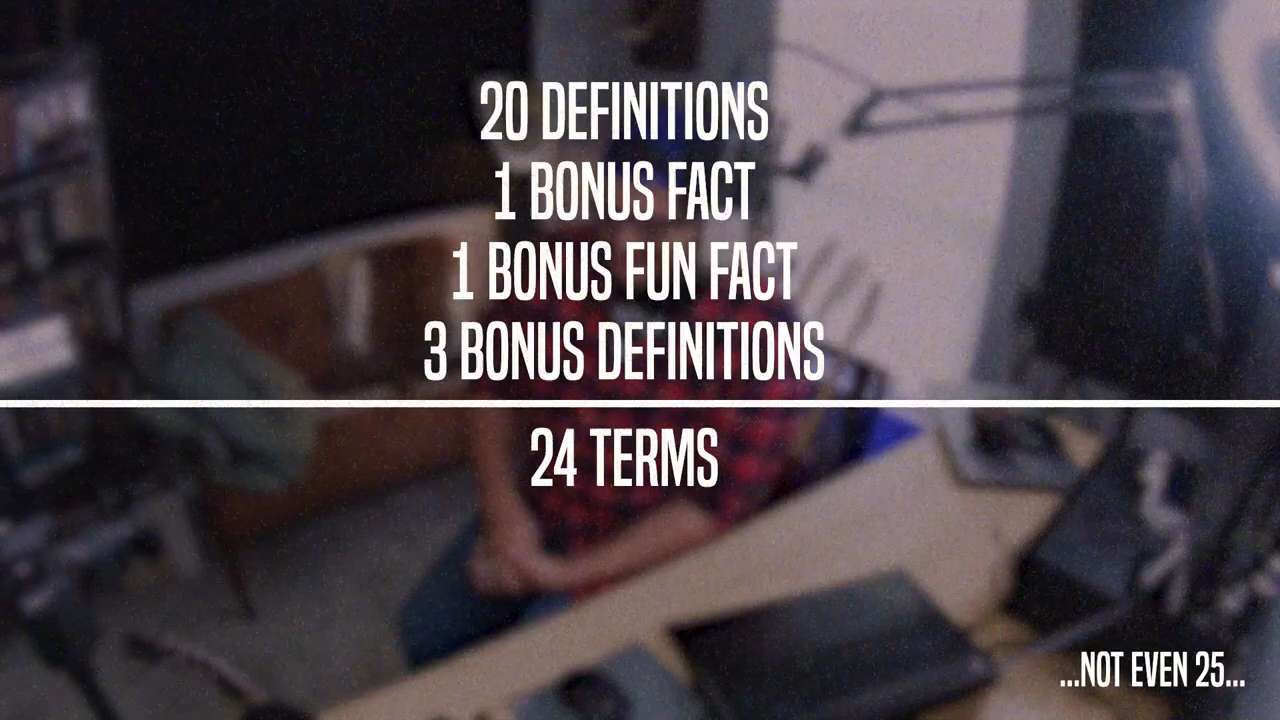 20 DEFINITIONS
1 BONUS FACT
1 BONUS FUN FACT
3 BONUS DEFINITIONS
24 TERMS
...NOT EVEN 25...